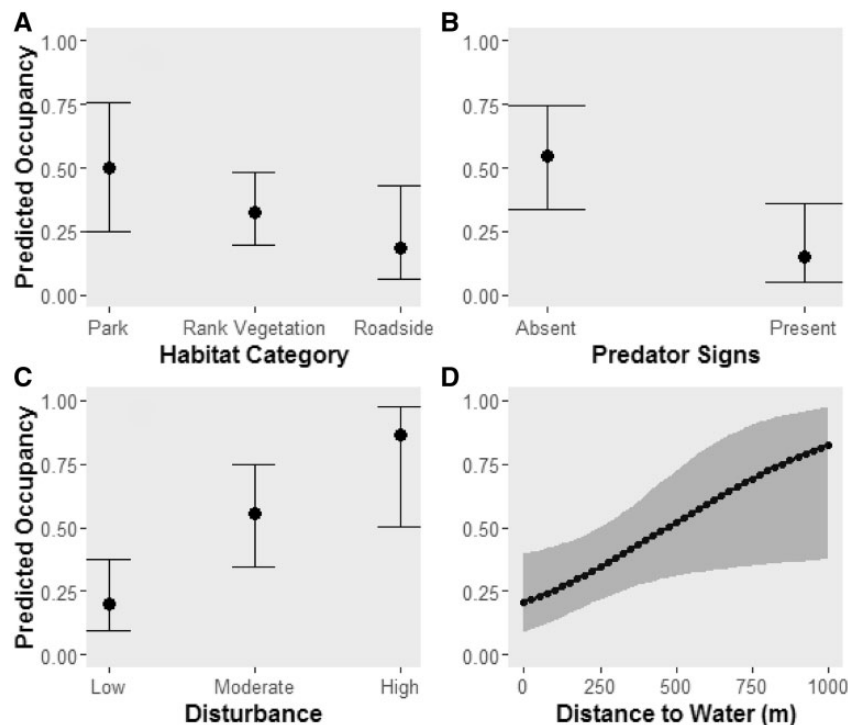 A
Predicted Occupancy
1.00
0.75
0.50
0.25
0.00
Park Rank Vegetation Roadside
Habitat Category
B
1.00
0.75
0.50
0.25
0.00
Absent Present
Predator Signs
C
Predicted Occupancy
1.00
0.75
0.50
0.25
0.00
Low Moderate High
Disturbance
D
1.00
0.75
0.50
0.25
0.00
0 250 500 750 1000
Distance to Water (m)